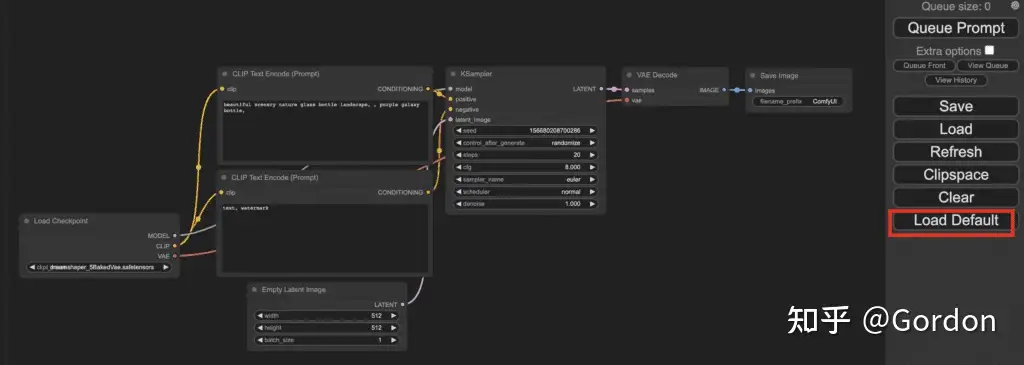 Queue size: 0
Queue Prompt
Extra options
Queue Front
View Queue
View History
Save
Load
Refresh
Clipspace
Clear
Load Default
CLIP Text Encode (Prompt)
clip
CONDITIONING
beautiful scenery nature glass bottle landscape, , purple galaxy
bottle,
CLIP Text Encode (Prompt)
clip
CONDITIONING
text, watermark
Load Checkpoint
MODEL
CLIP
VAE
dreamshaper_5BakedVae.safetensors
Empty Latent Image
LATENT
width 512
height 512
batch_size 1
KSampler
model
LATENT
positive
negative
latent_image
seed 156680208700286
control_after_generate randomize
steps 20
cfg 8.000
sampler_name euler
scheduler normal
denoise 1.000
VAE Decode
samples
IMAGE
vae
Save Image
images
filename_prefix ComfyUI
知乎 @Gordon